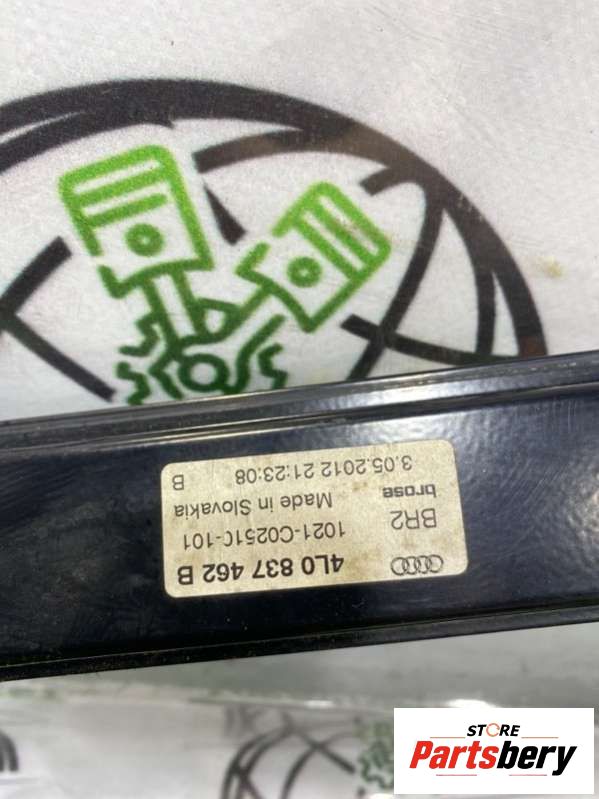 4L0 837 462 B
1021-C0251C-101
BR2
Made in Slovakia
brose
3.05.2012 21:23:08
B
STORE
Partsbery